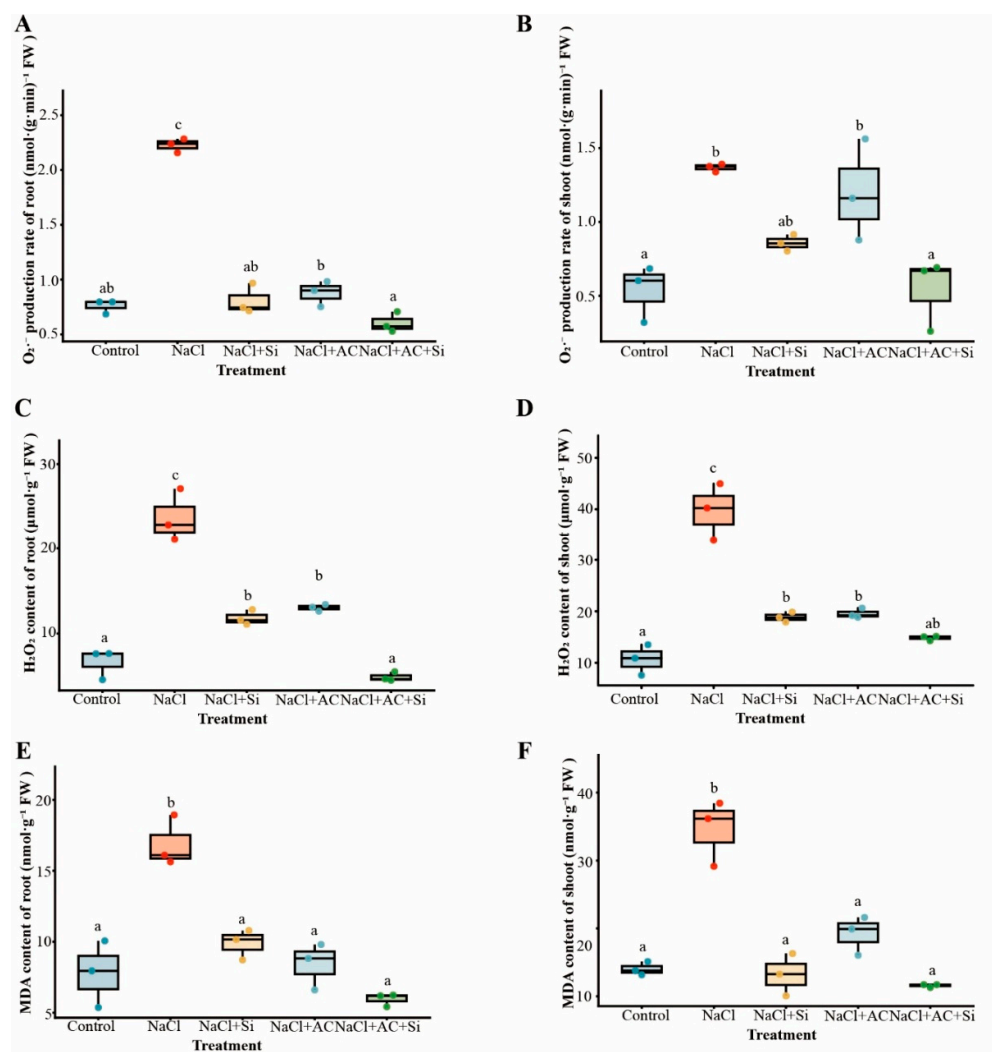 A
O₂·⁻ production rate of root (nmol·(g·min)⁻¹ FW)
2.5
2.0
1.5
1.0
0.5
ab
c
ab
b
a
Control NaCl NaCl+Si NaCl+AC NaCl+AC+Si
Treatment
B
O₂·⁻ production rate of shoot (nmol·(g·min)⁻¹ FW)
1.5
1.0
0.5
a
b
ab
b
a
Control NaCl NaCl+Si NaCl+AC NaCl+AC+Si
Treatment
C
H₂O₂ content of root (μmol·g⁻¹ FW)
30
20
10
a
c
b
b
a
Control NaCl NaCl+Si NaCl+AC NaCl+AC+Si
Treatment
D
H₂O₂ content of shoot (μmol·g⁻¹ FW)
50
40
30
20
10
a
c
b
b
ab
Control NaCl NaCl+Si NaCl+AC NaCl+AC+Si
Treatment
E
MDA content of root (nmol·g⁻¹ FW)
20
15
10
5
a
b
a
a
a
Control NaCl NaCl+Si NaCl+AC NaCl+AC+Si
Treatment
F
MDA content of shoot (nmol·g⁻¹ FW)
40
30
20
10
a
b
a
a
a
Control NaCl NaCl+Si NaCl+AC NaCl+AC+Si
Treatment